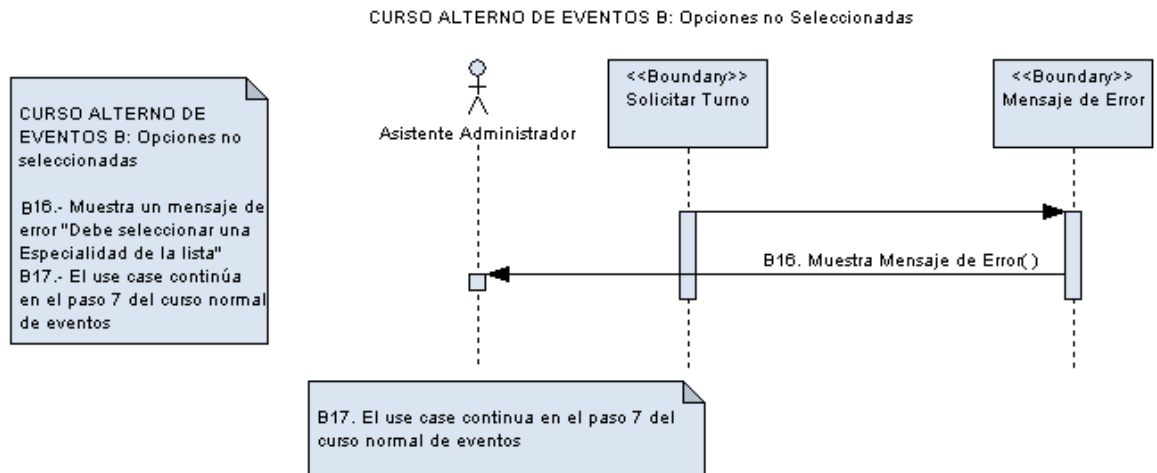 CURSO ALTERNO DE EVENTOS B: Opciones no Seleccionadas
CURSO ALTERNO DE
EVENTOS B: Opciones no
seleccionadas
B16.- Muestra un mensaje de
error "Debe seleccionar una
Especialidad de la lista"
B17.- El use case continúa
en el paso 7 del curso normal
de eventos
Asistente Administrador
<<Boundary>>
Solicitar Turno
<<Boundary>>
Mensaje de Error
B16. Muestra Mensaje de Error( )
B17. El use case continua en el paso 7 del
curso normal de eventos